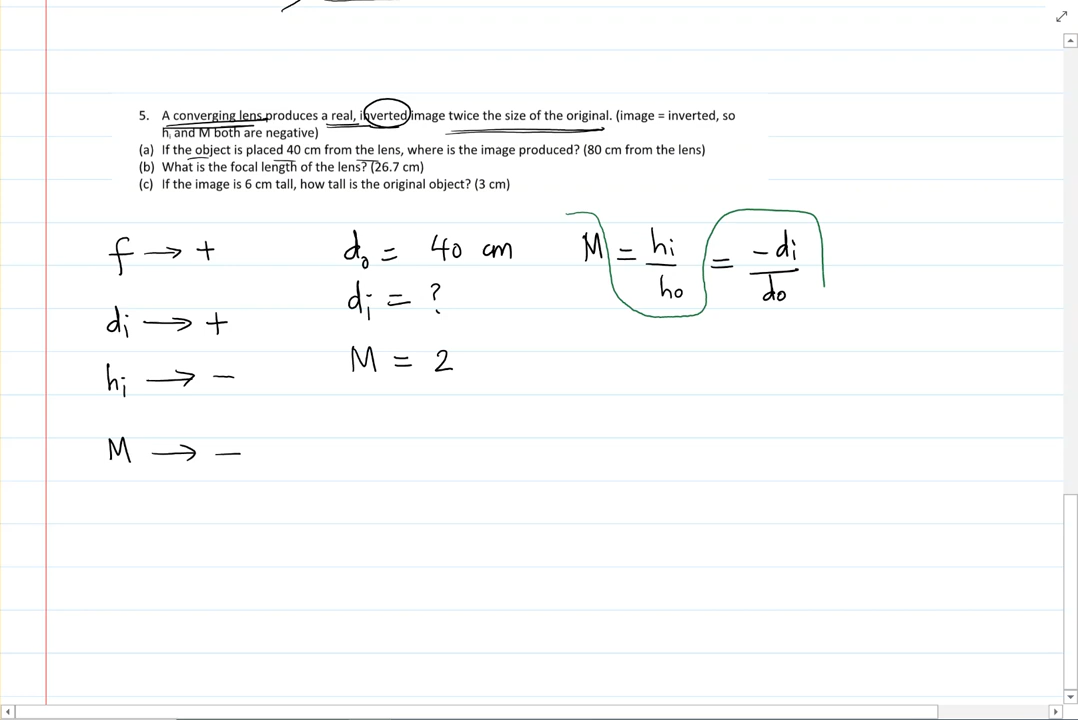 5. A converging lens produces a real, inverted image twice the size of the original. (image = inverted, so
hi and M both are negative)
(a) If the object is placed 40 cm from the lens, where is the image produced? (80 cm from the lens)
(b) What is the focal length of the lens? (26.7 cm)
(c) If the image is 6 cm tall, how tall is the original object? (3 cm)
f → +
do = 40 cm
M = hi/ho = -di/do
di = ?
di → +
M = 2
hi → −
M → −